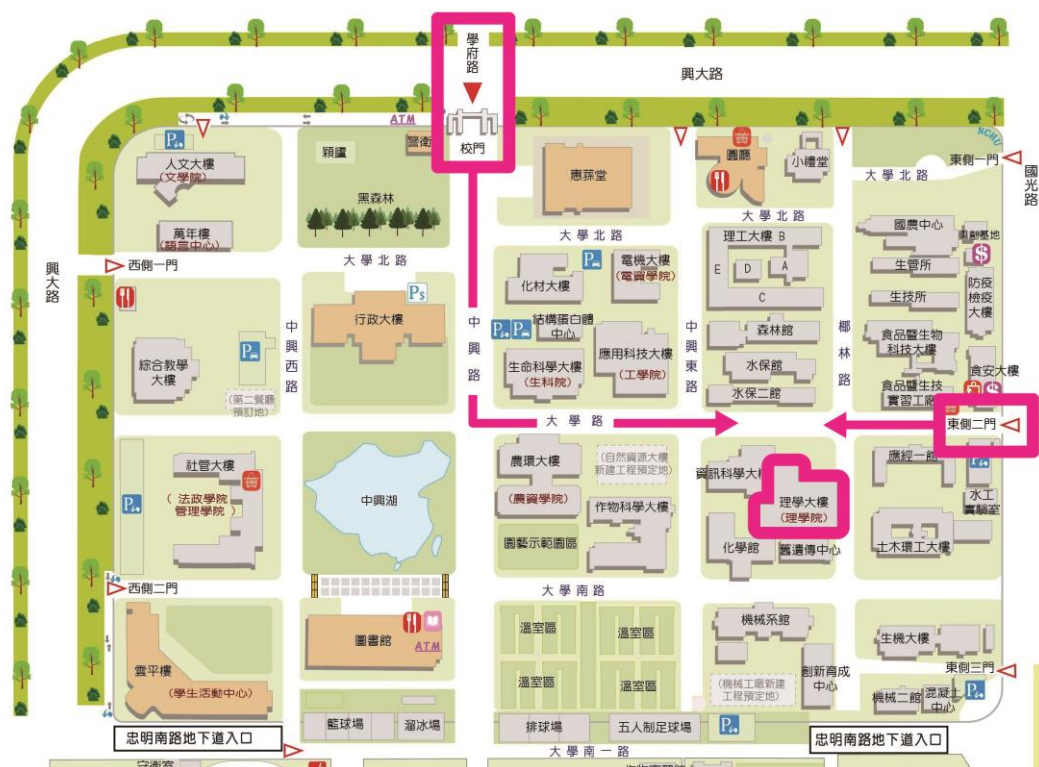 學府路
興大路
ATM
警衛
校門
穎廬
黑森林
惠蓀堂
圓廳
小禮堂
NCHU
東側一門
國光路
大學北路
人文大樓
(文學院)
萬年樓
(語言中心)
西側一門
興大路
大學北路
大學北路
大學北路
理工大樓 B
E
D
A
C
國農中心
生管所
生技所
防疫
檢疫
大樓
電機大樓
(電資學院)
化材大樓
結構蛋白體
中心
生命科學大樓
(生科院)
應用科技大樓
(工學院)
行政大樓
中興西路
中興路
中興東路
椰林路
森林館
水保館
水保二館
食品暨生物
科技大樓
食安大樓
食品暨生技
實習工廠
東側二門
綜合教學
大樓
(第二餐廳
預訂地)
大學路
社管大樓
(法政學院
管理學院)
中興湖
農環大樓
(農資學院)
(自然資源大樓
新建工程預定地)
作物科學大樓
園藝示範園區
資訊科學大樓
理學大樓
(理學院)
化學館
舊遺傳中心
應經一館
水工
實驗室
土木環工大樓
西側二門
大學南路
雲平樓
(學生活動中心)
圖書館
ATM
溫室區
溫室區
溫室區
溫室區
機械系館
(機械工廠新建
工程預定地)
創新育成
中心
生機大樓
東側三門
機械二館
混凝土
中心
籃球場
溜冰場
排球場
五人制足球場
忠明南路地下道入口
忠明南路地下道入口
大學南一路
守衛室